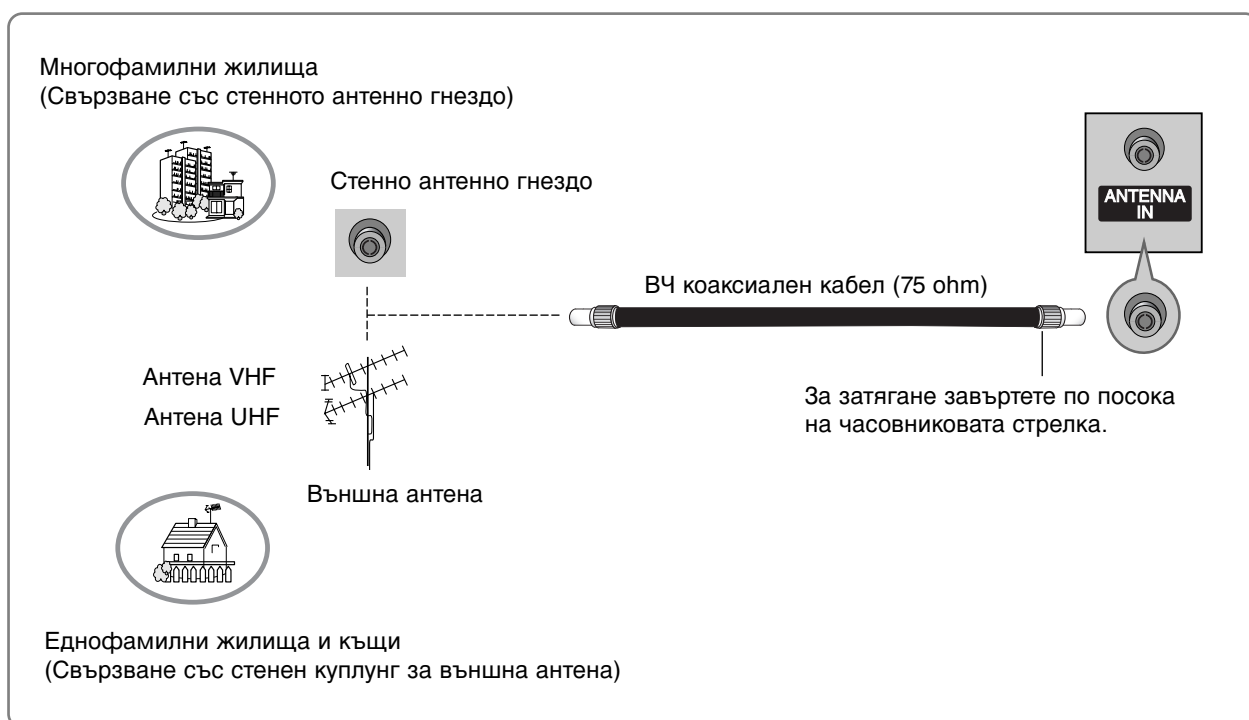 Многофамилни жилища
(Свързване със стенното антенно гнездо)
Стенно антенно гнездо
ANTENNA
IN
ВЧ коаксиален кабел (75 ohm)
Антена VHF
Антена UHF
За затягане завъртете по посока
на часовниковата стрелка.
Външна антена
Еднофамилни жилища и къщи
(Свързване със стенен куплунг за външна антена)